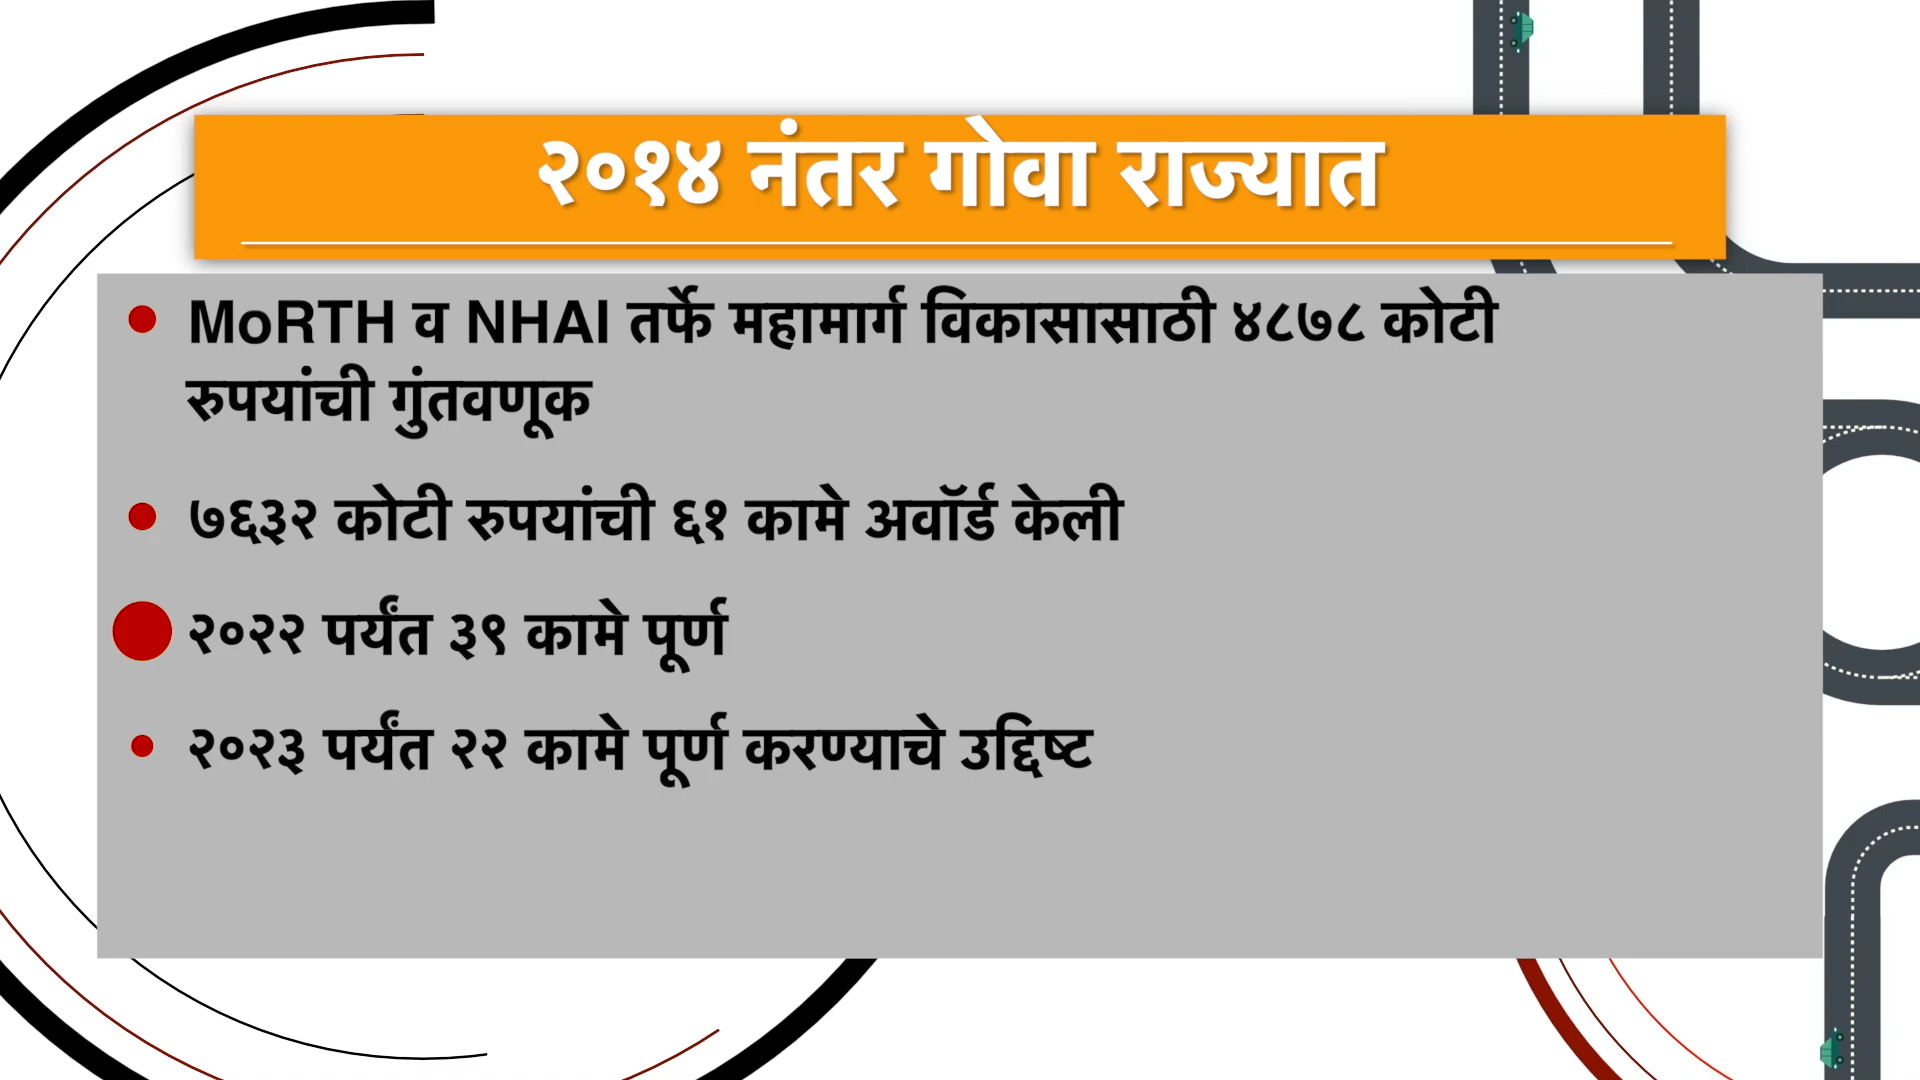 २०१४ नंतर गोवा राज्यात
MoRTH व NHAI तर्फे महामार्ग विकासासाठी ४८७८ कोटी
रुपयांची गुंतवणूक
७६३२ कोटी रुपयांची ६१ कामे अवॉर्ड केली
२०२२ पर्यंत ३९ कामे पूर्ण
२०२३ पर्यंत २२ कामे पूर्ण करण्याचे उद्दिष्ट